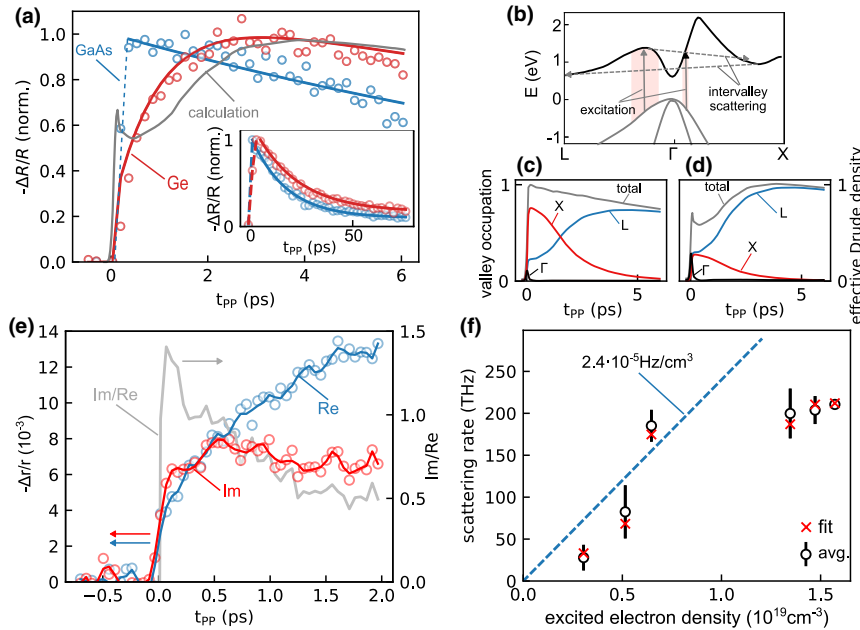 (a)
-ΔR/R (norm.)
1.0
0.8
0.6
0.4
0.2
0.0
GaAs
calculation
Ge
-ΔR/R (norm.)
1
0
0
50
t_PP (ps)
0
2
4
6
t_PP (ps)
(b)
E (eV)
2
1
0
−1
excitation
intervalley
scattering
L
Γ
X
(c)
valley occupation
1
0
total
X
L
Γ
0
5
t_PP (ps)
(d)
total
L
X
Γ
1
0
effective Drude density
0
5
t_PP (ps)
(e)
-Δr/r (10⁻³)
14
12
10
8
6
4
2
0
Im/Re
Re
Im
1.5
1.0
0.5
0.0
Im/Re
−0.5
0.0
0.5
1.0
1.5
2.0
t_PP (ps)
(f)
scattering rate (THz)
350
300
250
200
150
100
50
0
2.4·10⁻⁵Hz/cm³
fit
avg.
0.0
0.5
1.0
1.5
excited electron density (10¹⁹cm⁻³)